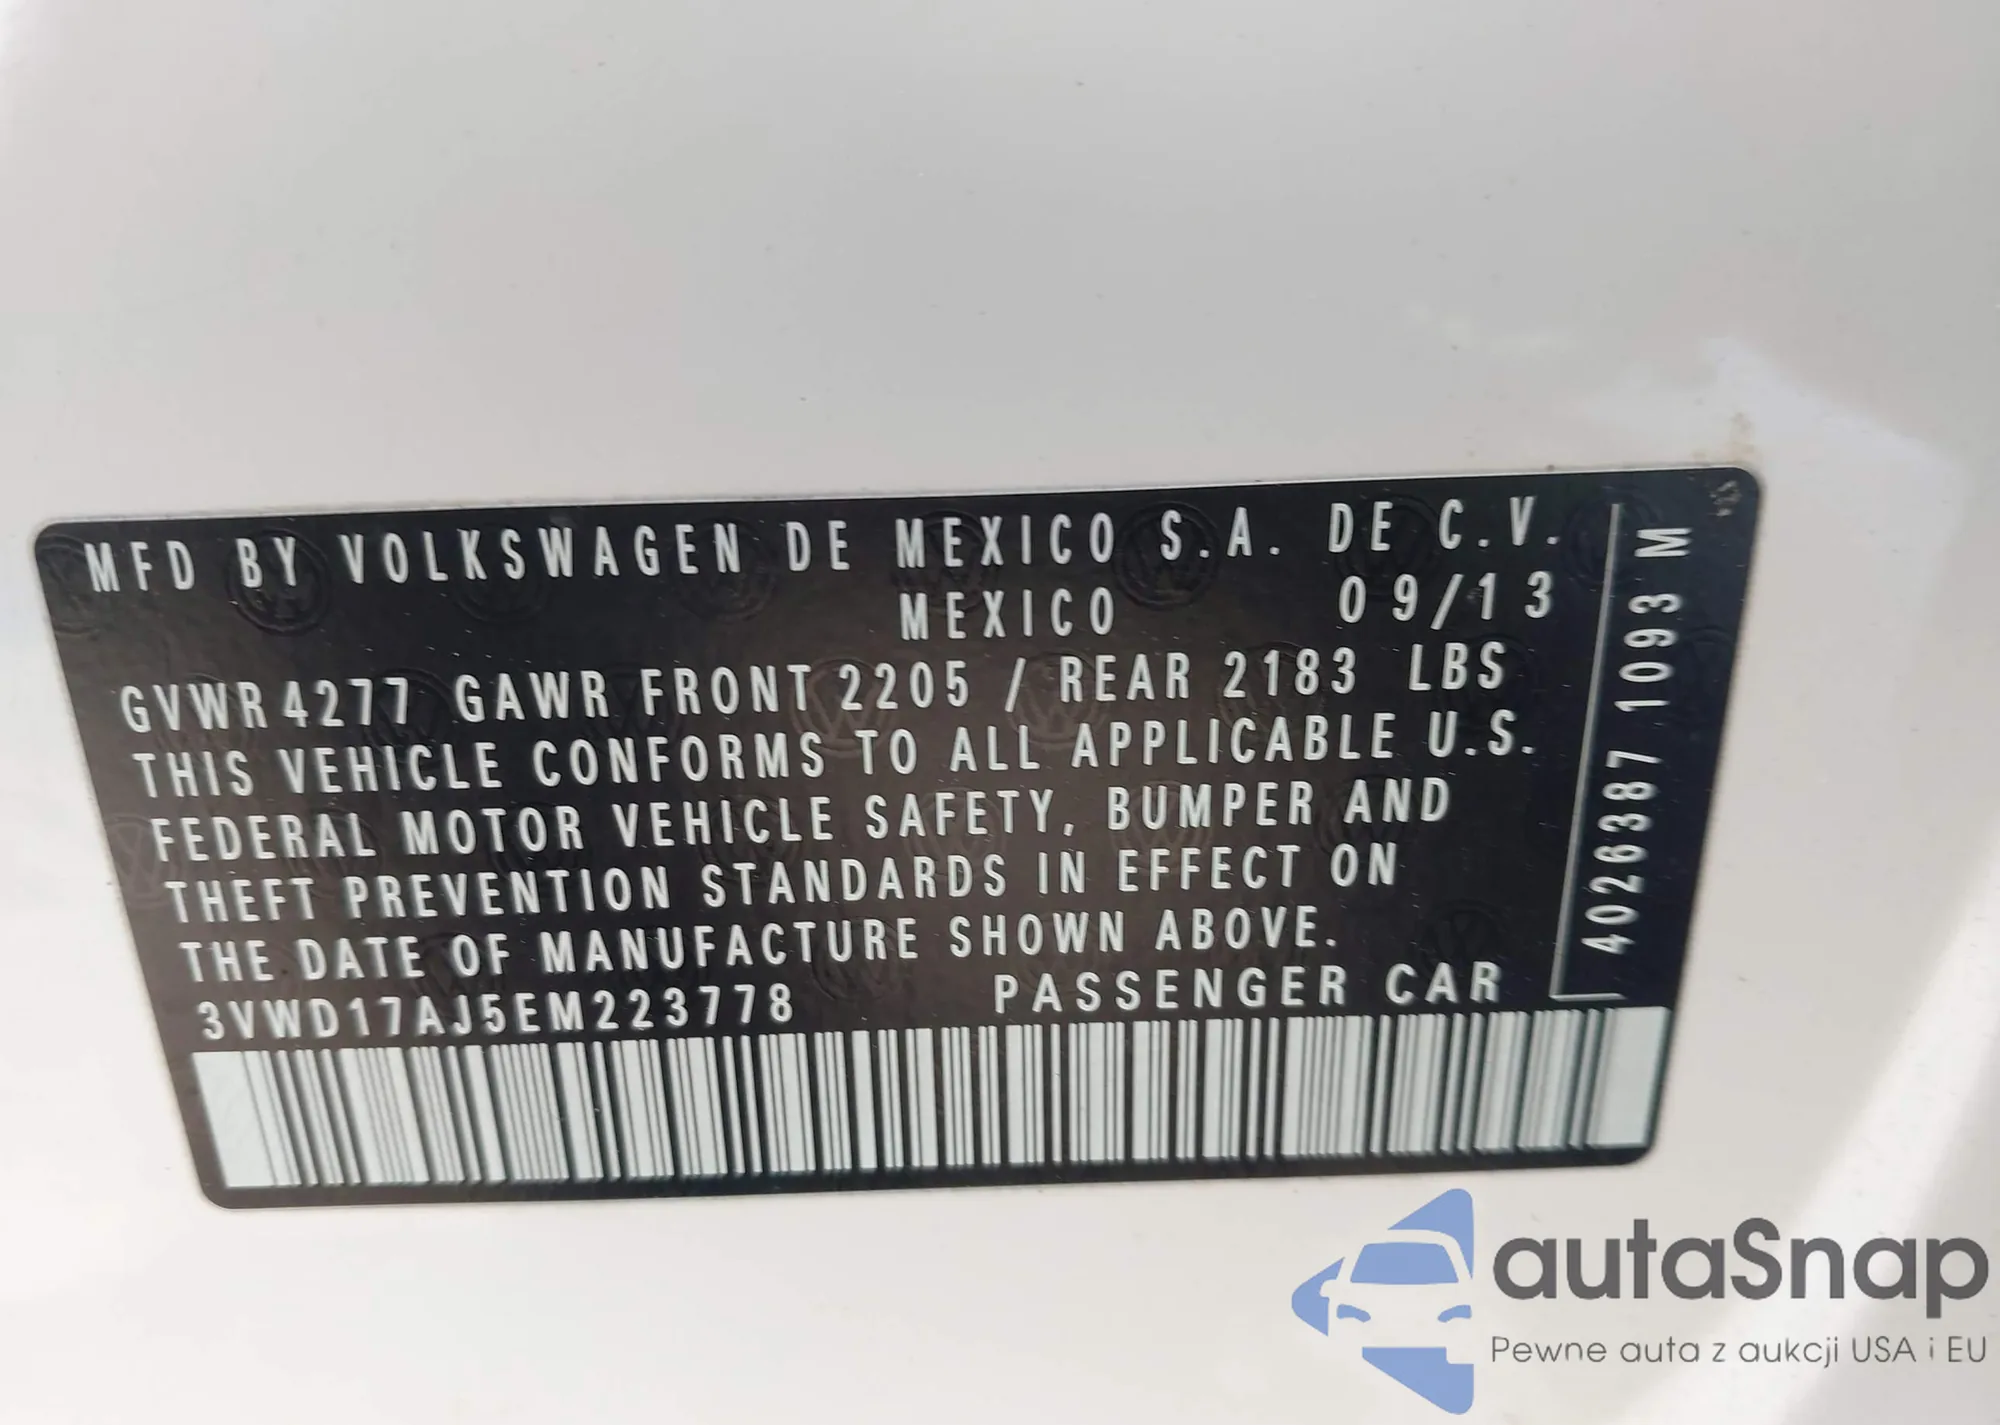 MFD BY VOLKSWAGEN DE MEXICO S.A. DE C.V.
MEXICO 09/13
GVWR 4277 GAWR FRONT 2205 / REAR 2183 LBS
THIS VEHICLE CONFORMS TO ALL APPLICABLE U.S.
FEDERAL MOTOR VEHICLE SAFETY, BUMPER AND
THEFT PREVENTION STANDARDS IN EFFECT ON
THE DATE OF MANUFACTURE SHOWN ABOVE.
3VWD17AJ5EM223778 PASSENGER CAR
4026387 1093 M
autaSnap
Pewne auta z aukcji USA i EU